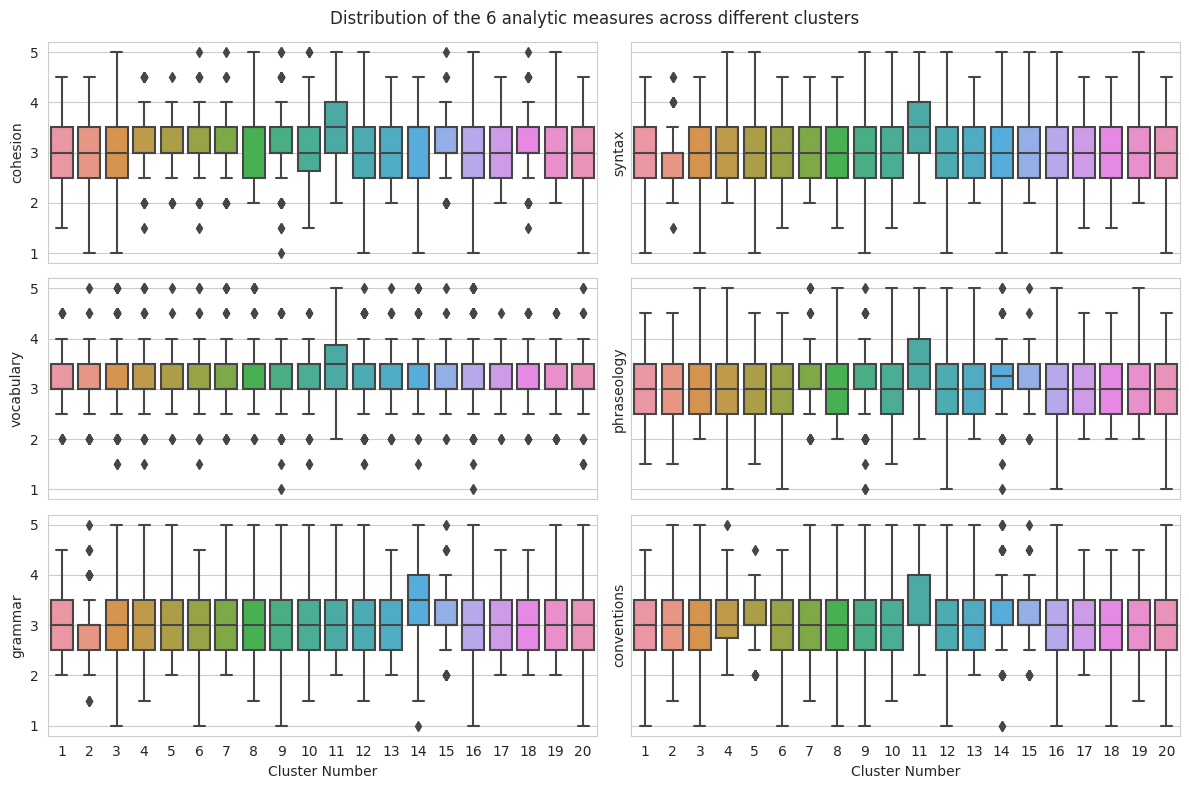 Distribution of the 6 analytic measures across different clusters
5
4
3
2
1
cohesion
syntax
5
4
3
2
1
vocabulary
phraseology
5
4
3
2
1
grammar
conventions
1 2 3 4 5 6 7 8 9 10 11 12 13 14 15 16 17 18 19 20
1 2 3 4 5 6 7 8 9 10 11 12 13 14 15 16 17 18 19 20
Cluster Number
Cluster Number